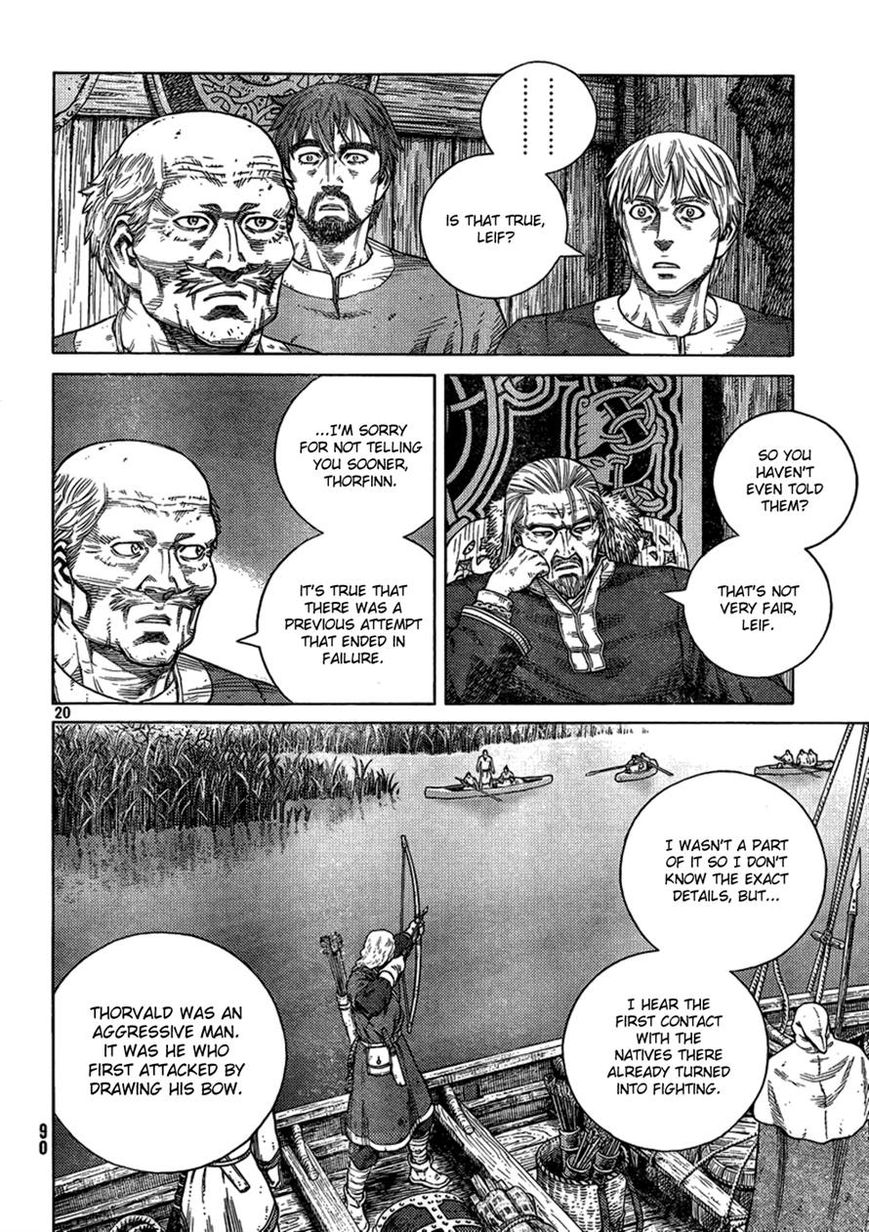 IS THAT TRUE,
LEIF?
SO YOU
HAVEN'T
EVEN TOLD
THEM?
THAT'S NOT
VERY FAIR,
LEIF.
...I'M SORRY
FOR NOT TELLING
YOU SOONER,
THORFINN.
IT'S TRUE THAT
THERE WAS A
PREVIOUS ATTEMPT
THAT ENDED IN
FAILURE.
20
I WASN'T A PART
OF IT SO I DON'T
KNOW THE EXACT
DETAILS, BUT...
I HEAR THE
FIRST CONTACT
WITH THE
NATIVES THERE
ALREADY TURNED
INTO FIGHTING.
THORVALD WAS AN
AGGRESSIVE MAN.
IT WAS HE WHO
FIRST ATTACKED BY
DRAWING HIS BOW.
90